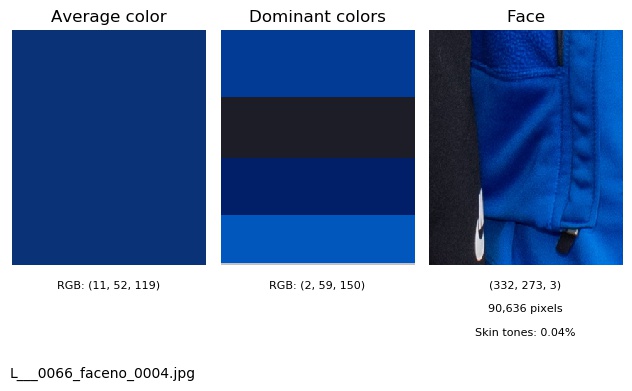 Average color
Dominant colors
Face
RGB: (11, 52, 119)
RGB: (2, 59, 150)
(332, 273, 3)
90,636 pixels
Skin tones: 0.04%
L___0066_faceno_0004.jpg